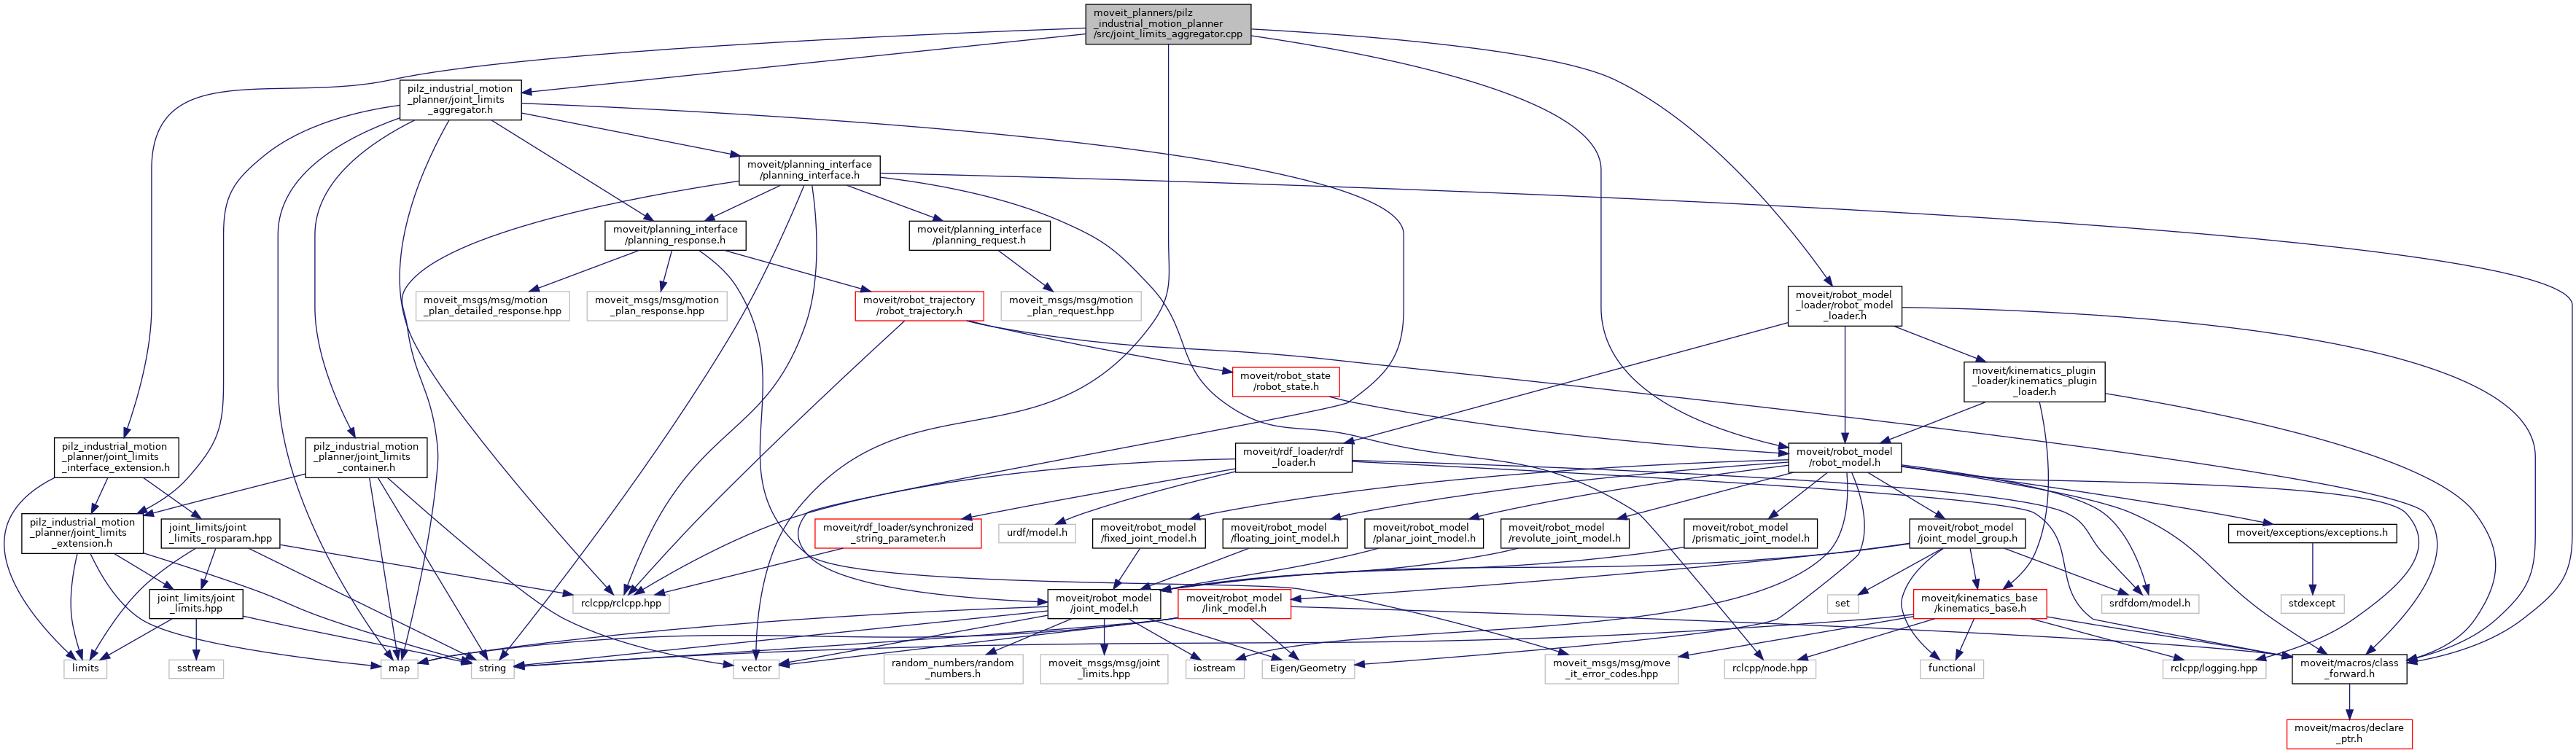 moveit_planners/pilz
_industrial_motion_planner
/src/joint_limits_aggregator.cpp
pilz_industrial_motion
_planner/joint_limits
_aggregator.h
moveit/planning_interface
/planning_interface.h
moveit/planning_interface
/planning_response.h
moveit/planning_interface
/planning_request.h
moveit_msgs/msg/motion
_plan_detailed_response.hpp
moveit_msgs/msg/motion
_plan_response.hpp
moveit/robot_trajectory
/robot_trajectory.h
moveit_msgs/msg/motion
_plan_request.hpp
moveit/robot_model
_loader/robot_model
_loader.h
moveit/robot_state
/robot_state.h
moveit/kinematics_plugin
_loader/kinematics_plugin
_loader.h
pilz_industrial_motion
_planner/joint_limits
_interface_extension.h
pilz_industrial_motion
_planner/joint_limits
_container.h
moveit/rdf_loader/rdf
_loader.h
moveit/robot_model
/robot_model.h
pilz_industrial_motion
_planner/joint_limits
_extension.h
joint_limits/joint
_limits_rosparam.hpp
moveit/rdf_loader/synchronized
_string_parameter.h
urdf/model.h
moveit/robot_model
/fixed_joint_model.h
moveit/robot_model
/floating_joint_model.h
moveit/robot_model
/planar_joint_model.h
moveit/robot_model
/revolute_joint_model.h
moveit/robot_model
/prismatic_joint_model.h
moveit/robot_model
/joint_model_group.h
moveit/exceptions/exceptions.h
joint_limits/joint
_limits.hpp
rclcpp/rclcpp.hpp
moveit/robot_model
/joint_model.h
moveit/robot_model
/link_model.h
set
moveit/kinematics_base
/kinematics_base.h
srdfdom/model.h
stdexcept
limits
sstream
map
string
vector
random_numbers/random
_numbers.h
moveit_msgs/msg/joint
_limits.hpp
iostream
Eigen/Geometry
moveit_msgs/msg/move
_it_error_codes.hpp
rclcpp/node.hpp
functional
rclcpp/logging.hpp
moveit/macros/class
_forward.h
moveit/macros/declare
_ptr.h